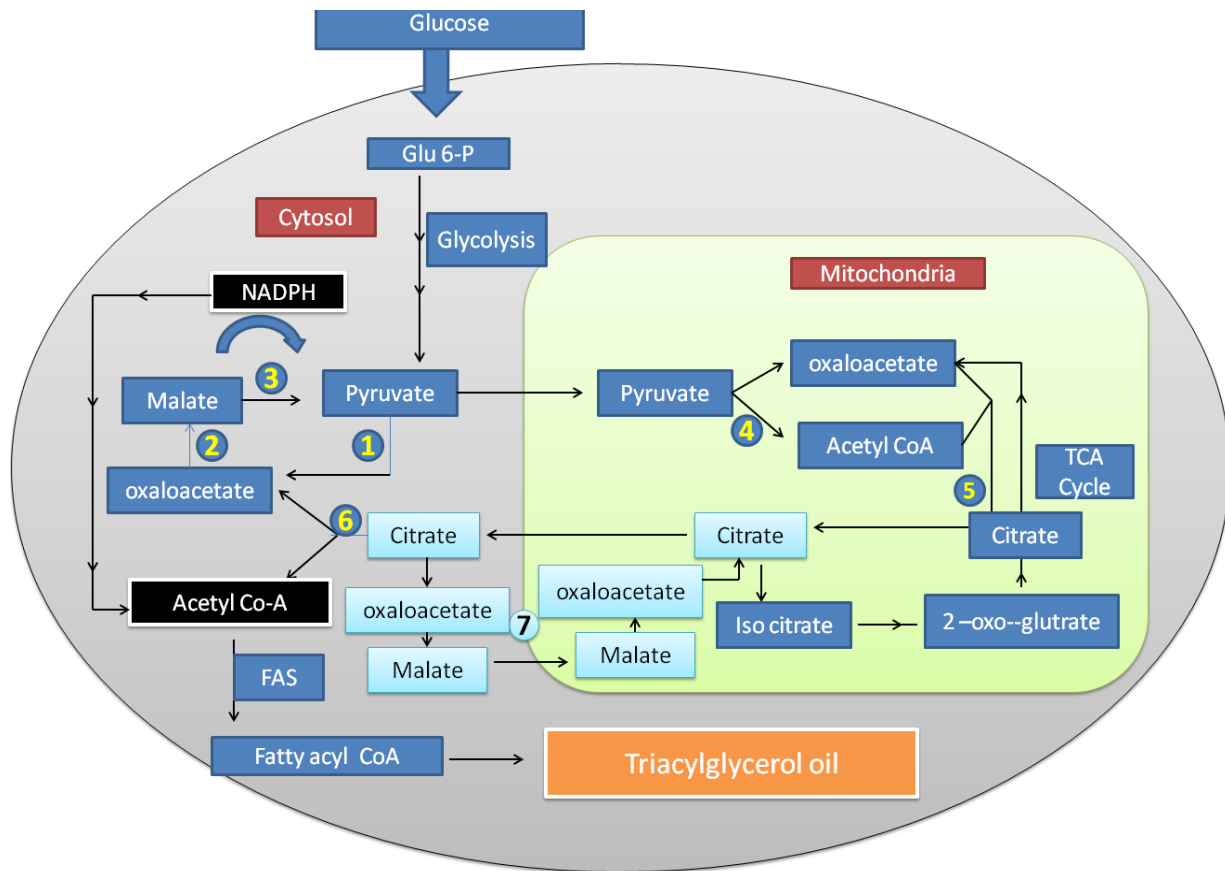 Glucose
Glu 6-P
Cytosol
Glycolysis
Mitochondria
NADPH
oxaloacetate
3
Malate
Pyruvate
Pyruvate
4
2
1
Acetyl CoA
oxaloacetate
TCA
Cycle
5
6
Citrate
Citrate
Citrate
Acetyl Co-A
oxaloacetate
7
oxaloacetate
Iso citrate
2 –oxo--glutrate
Malate
Malate
FAS
Fatty acyl CoA
Triacylglycerol oil